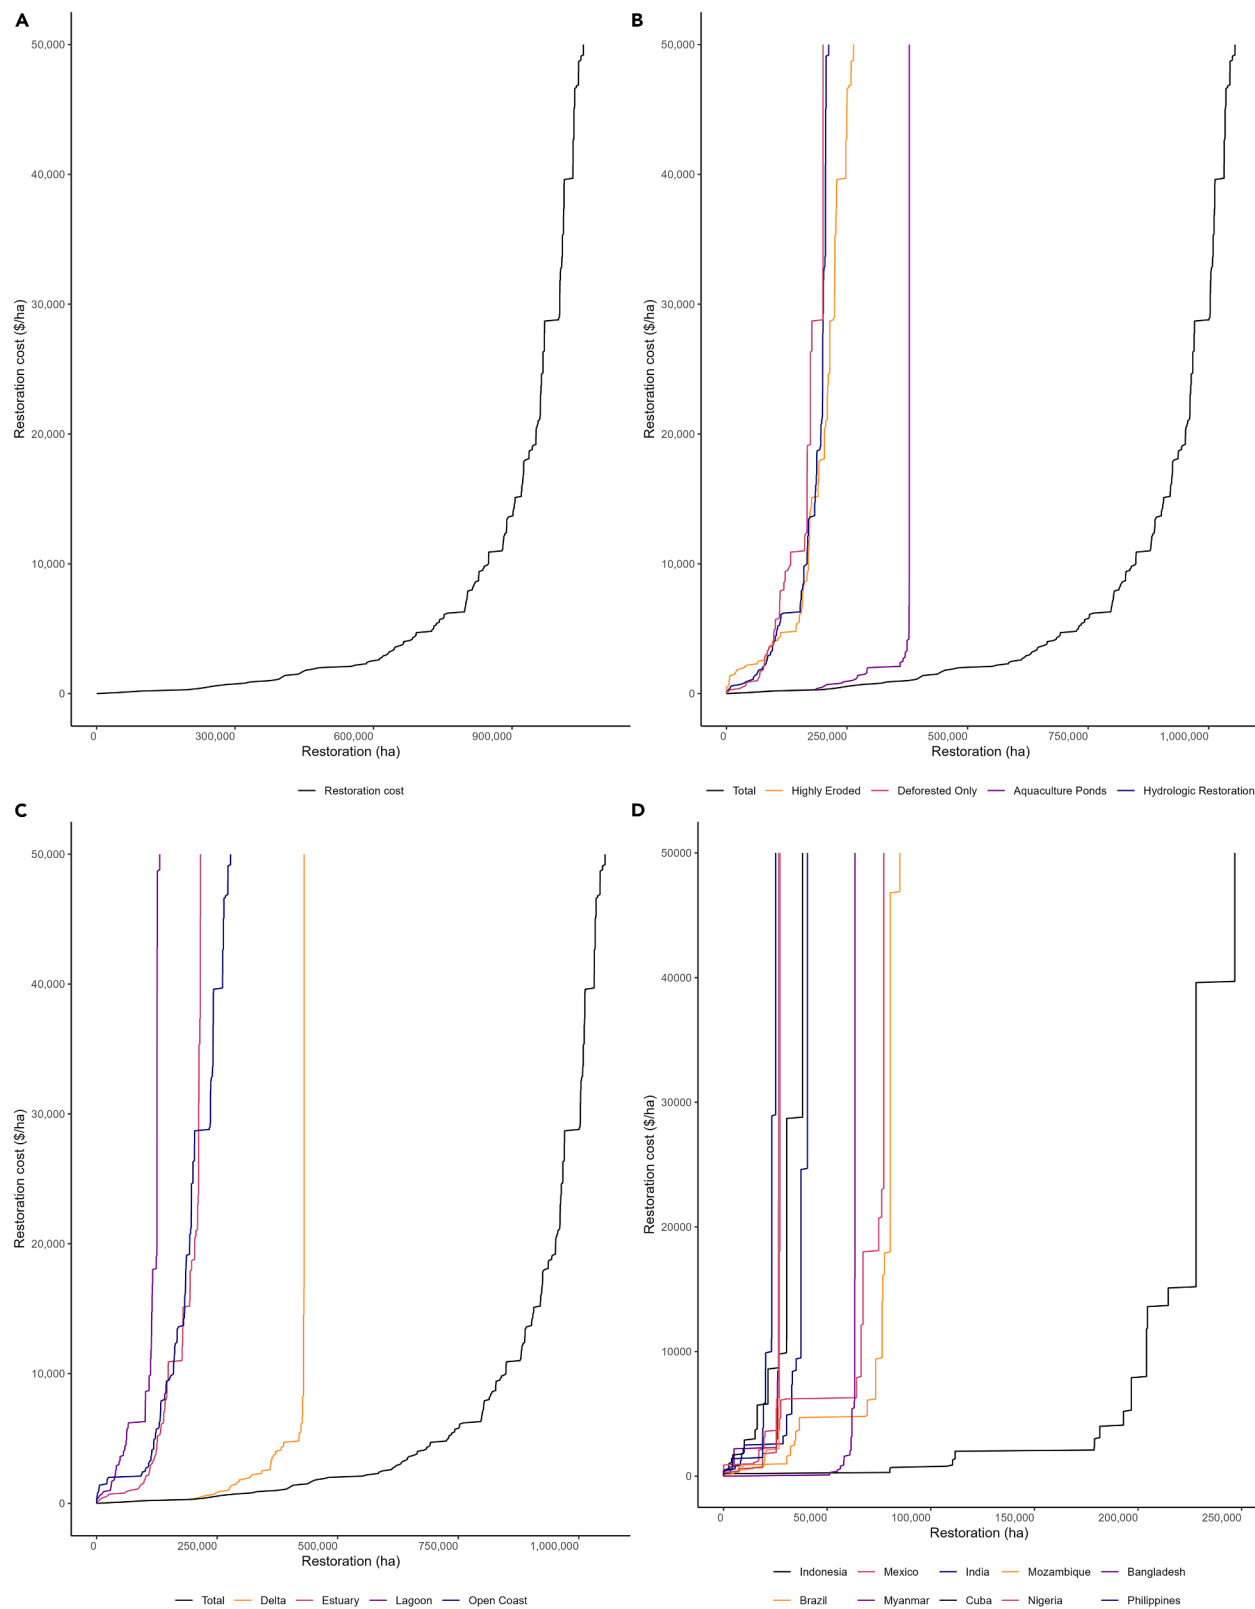 A
50,000
40,000
30,000
20,000
10,000
0
Restoration cost ($/ha)
0
300,000
600,000
900,000
Restoration (ha)
Restoration cost
B
50,000
40,000
30,000
20,000
10,000
0
Restoration cost ($/ha)
0
250,000
500,000
750,000
1,000,000
Restoration (ha)
Total Highly Eroded Deforested Only Aquaculture Ponds Hydrologic Restoration
C
50,000
40,000
30,000
20,000
10,000
0
Restoration cost ($/ha)
0
250,000
500,000
750,000
1,000,000
Restoration (ha)
Total Delta Estuary Lagoon Open Coast
D
50000
40000
30000
20000
10000
0
Restoration cost ($/ha)
0
50,000
100,000
150,000
200,000
250,000
Restoration (ha)
Indonesia Mexico India Mozambique Bangladesh
Brazil Myanmar Cuba Nigeria Philippines